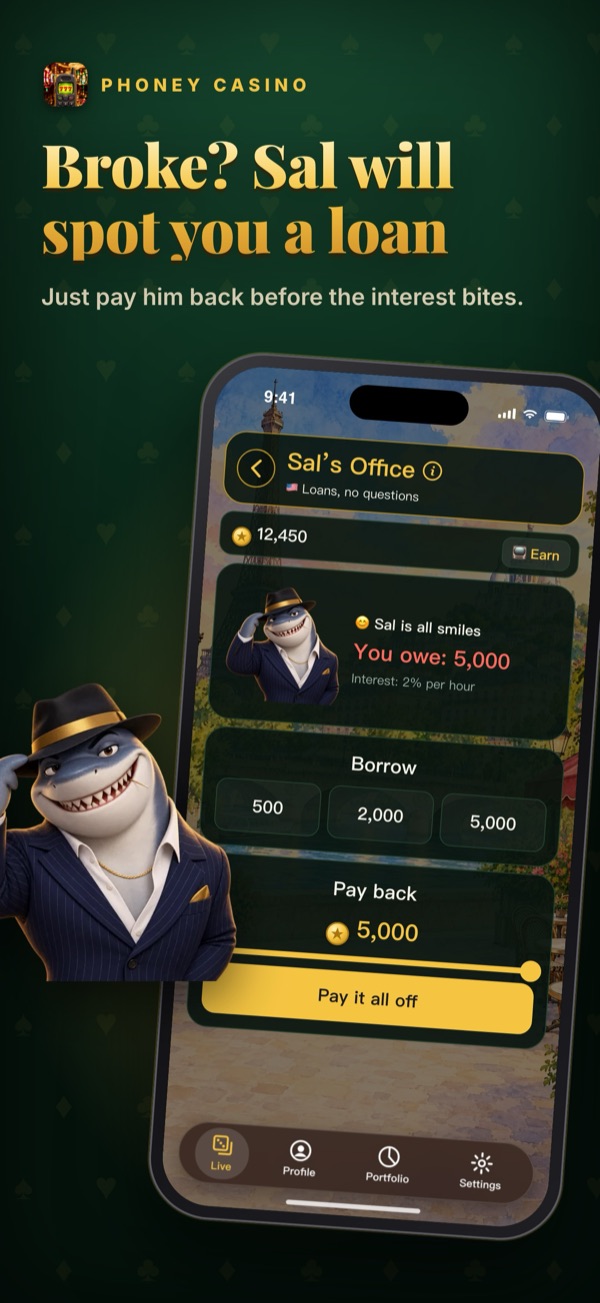 PHONEY CASINO
Broke? Sal will
spot you a loan
Just pay him back before the interest bites.
9:41
Sal's Office
🇺🇸 Loans, no questions
12,450
Earn
😊 Sal is all smiles
You owe: 5,000
Interest: 2% per hour
Borrow
500
2,000
5,000
Pay back
5,000
Pay it all off
Live
Profile
Portfolio
Settings